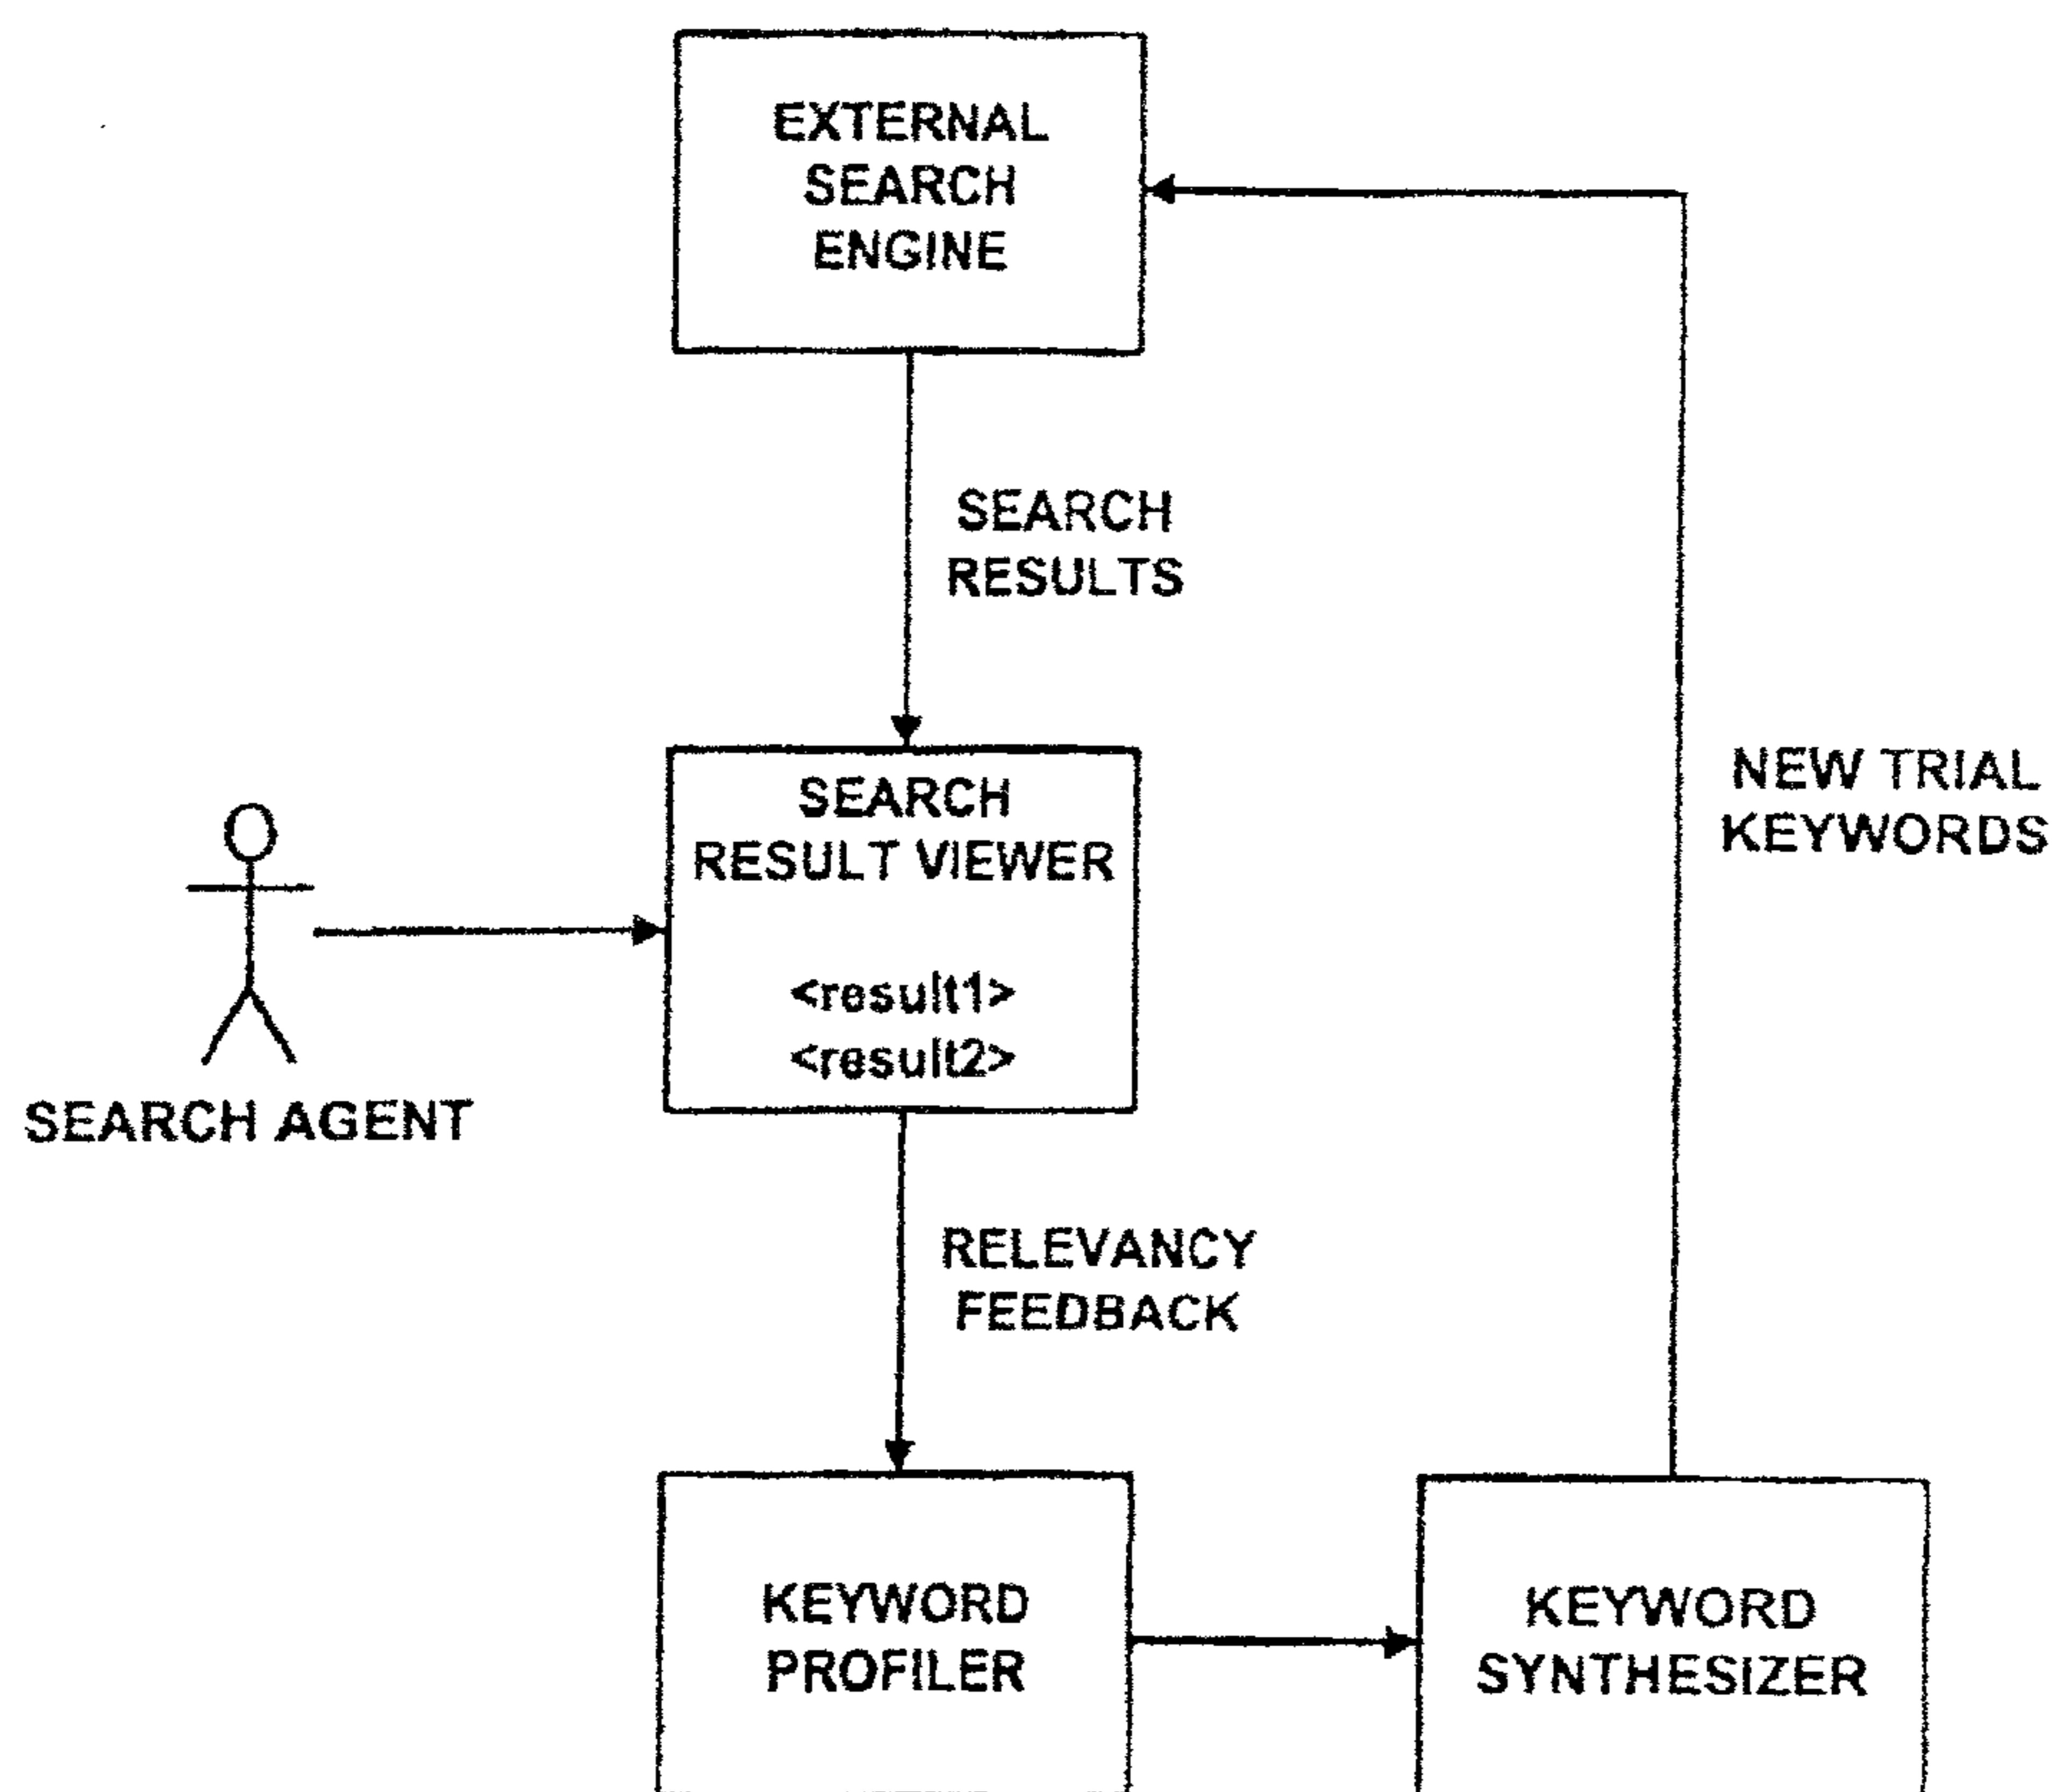 EXTERNAL
SEARCH
ENGINE
SEARCH
RESULTS
SEARCH
RESULT VIEWER
<result1>
<result2>
NEW TRIAL
KEYWORDS
SEARCH AGENT
RELEVANCY
FEEDBACK
KEYWORD
PROFILER
KEYWORD
SYNTHESIZER